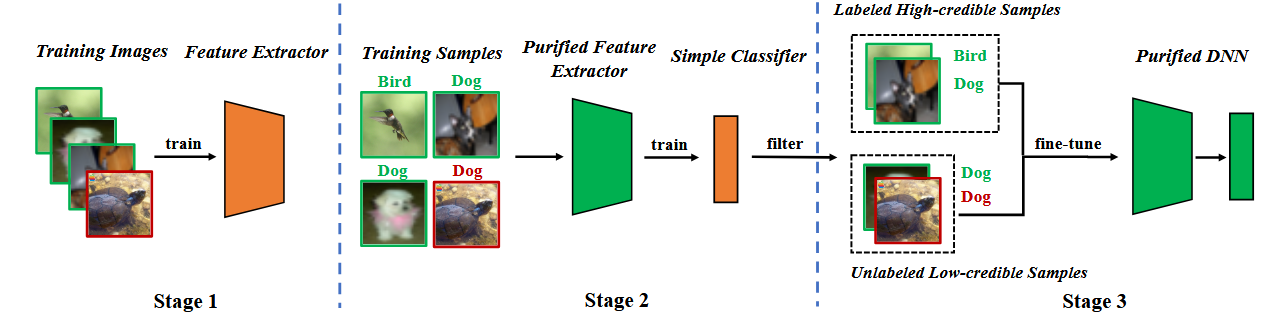 Training Images
Feature Extractor
train
Stage 1
Training Samples
Bird
Dog
Dog
Dog
Purified Feature
Extractor
train
Simple Classifier
filter
Stage 2
Labeled High-credible Samples
Bird
Dog
Dog
Dog
Unlabeled Low-credible Samples
fine-tune
Purified DNN
Stage 3